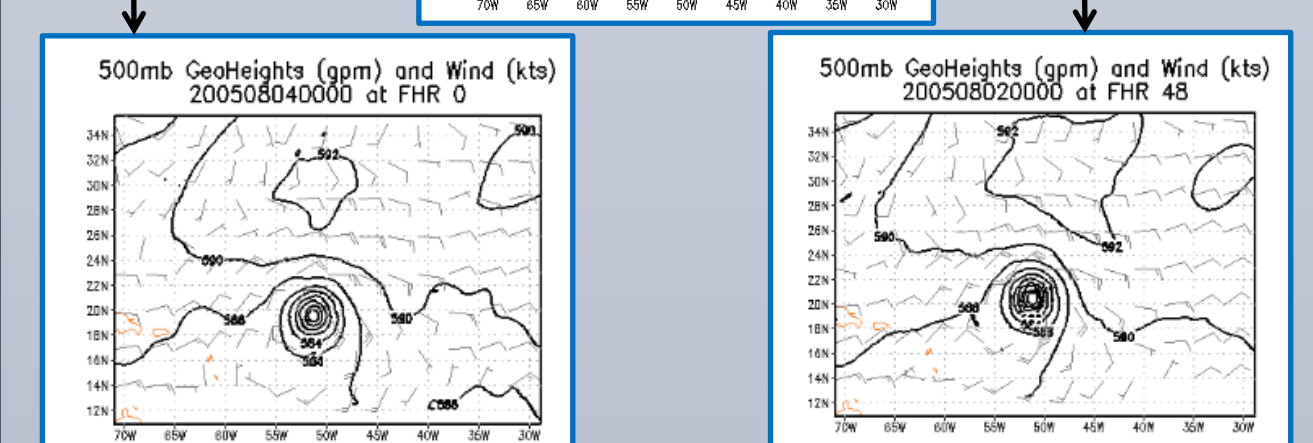 70W 65W 60W 55W 50W 45W 40W 35W 30W
500mb GeoHeights (gpm) and Wind (kts)
200508040000 at FHR 0
34N
32N
30N
28N
26N
24N
22N
20N
18N
16N
14N
12N
592
590
588
584
590
70W 65W 60W 55W 50W 45W 40W 35W 30W
500mb GeoHeights (gpm) and Wind (kts)
200508020000 at FHR 48
34N
32N
30N
28N
26N
24N
22N
20N
18N
16N
14N
12N
592
590
592
588
590
70W 65W 60W 55W 50W 45W 40W 35W 30W